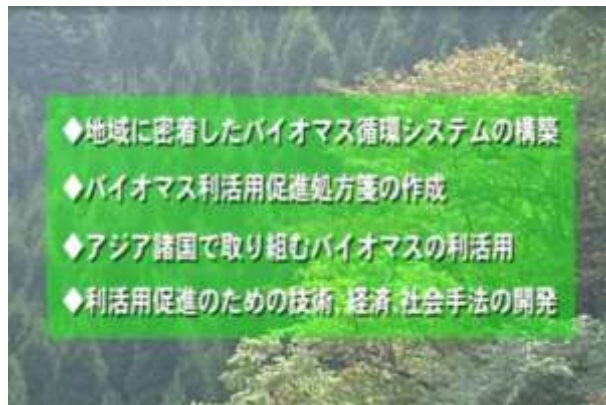 ◆地域に密着したバイオマス循環システムの構築
◆バイオマス利活用促進処方箋の作成
◆アジア諸国で取り組むバイオマスの利活用
◆利活用促進のための技術,経済,社会手法の開発